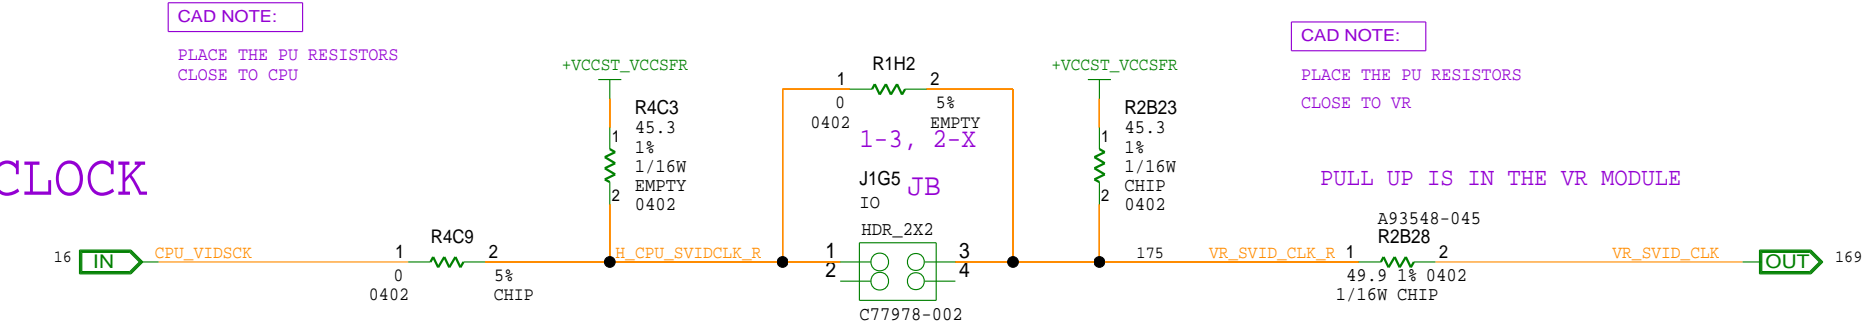 CAD NOTE:
PLACE THE PU RESISTORS
CLOSE TO CPU
CAD NOTE:
PLACE THE PU RESISTORS
CLOSE TO VR
CLOCK
+VCCST_VCCSFR
R4C3
45.3
1%
1/16W
EMPTY
0402
1
2
R1H2
1
2
0
5%
0402
EMPTY
1-3, 2-X
J1G5
JB
IO
HDR_2X2
1
2
3
4
C77978-002
+VCCST_VCCSFR
R2B23
45.3
1%
1/16W
CHIP
0402
1
2
PULL UP IS IN THE VR MODULE
A93548-045
R2B28
16
IN
CPU_VIDSCK
1
R4C9
2
0
5%
0402
CHIP
H_CPU_SVIDCLK_R
175
VR_SVID_CLK_R
1
2
49.9 1% 0402
1/16W CHIP
VR_SVID_CLK
OUT
169